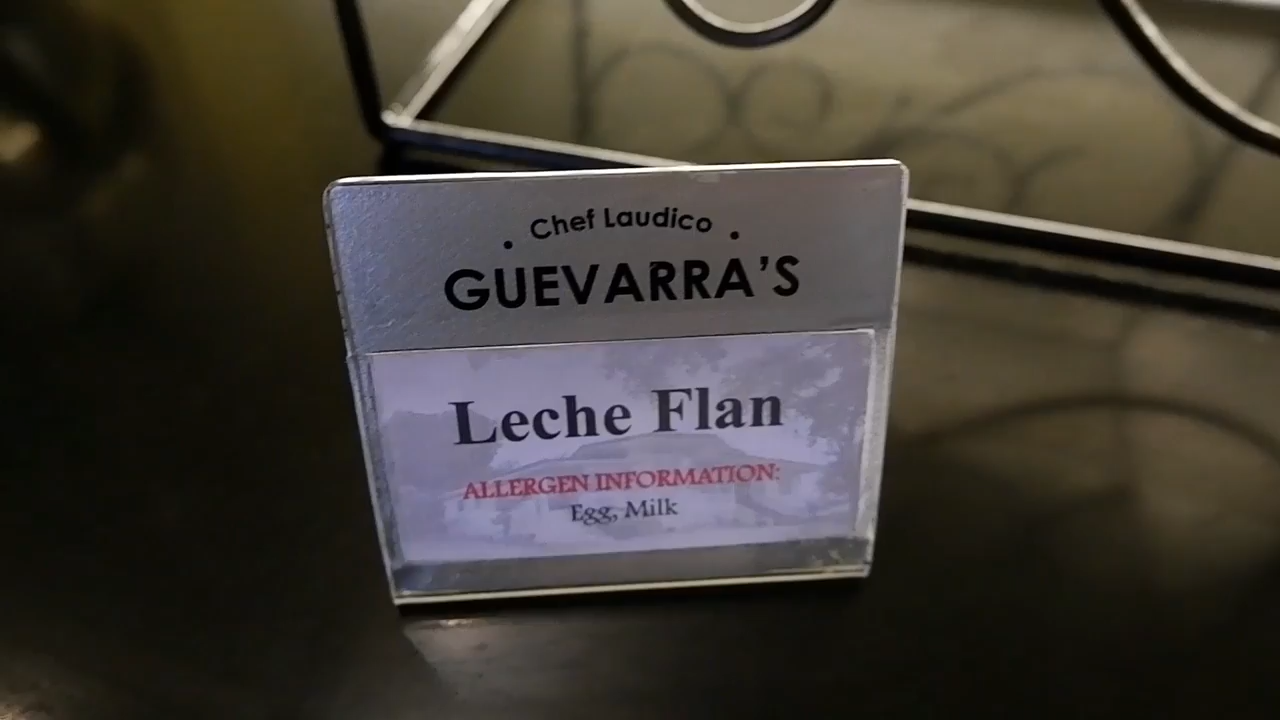 Chef Laudico
GUEVARRA'S
Leche Flan
ALLERGEN INFORMATION:
Egg, Milk